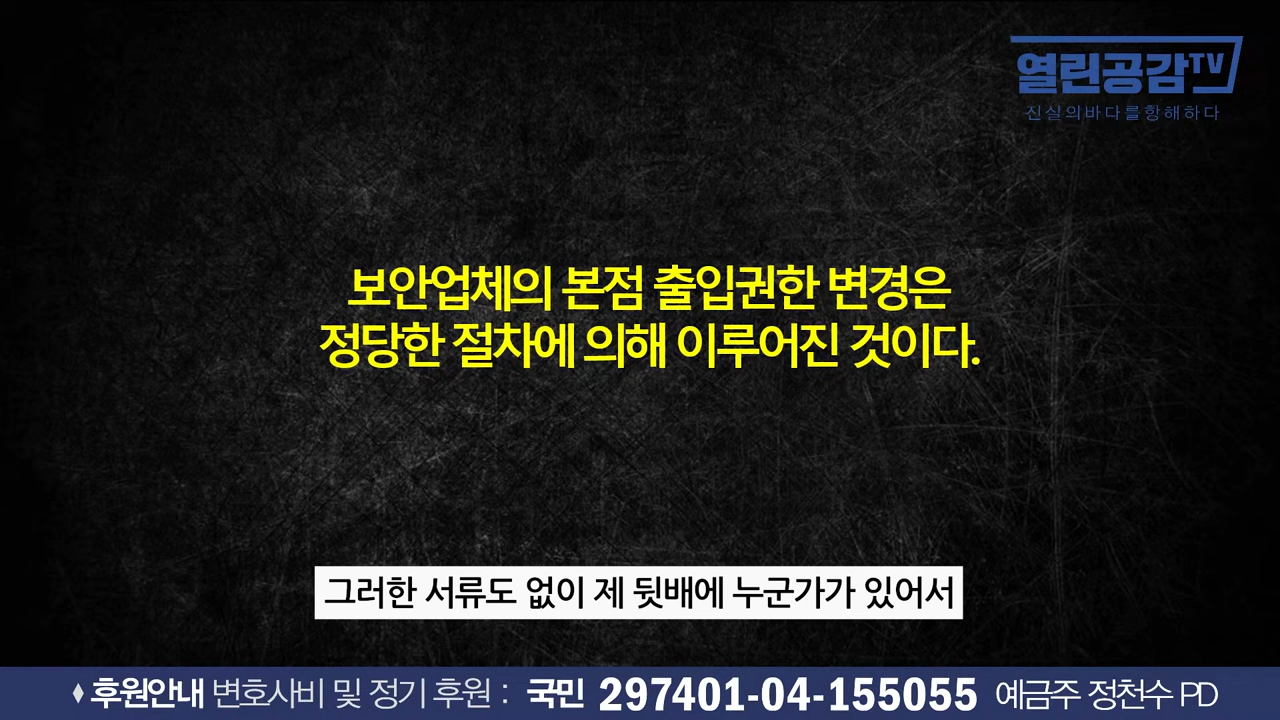 열린공감TV
진실의바다를항해하다
보안업체의 본점 출입권한 변경은
정당한 절차에 의해 이루어진 것이다.
그러한 서류도 없이 제 뒷배에 누군가가 있어서
♦ 후원안내 변호사비 및 정기 후원 : 국민 297401-04-155055 예금주 정천수 PD